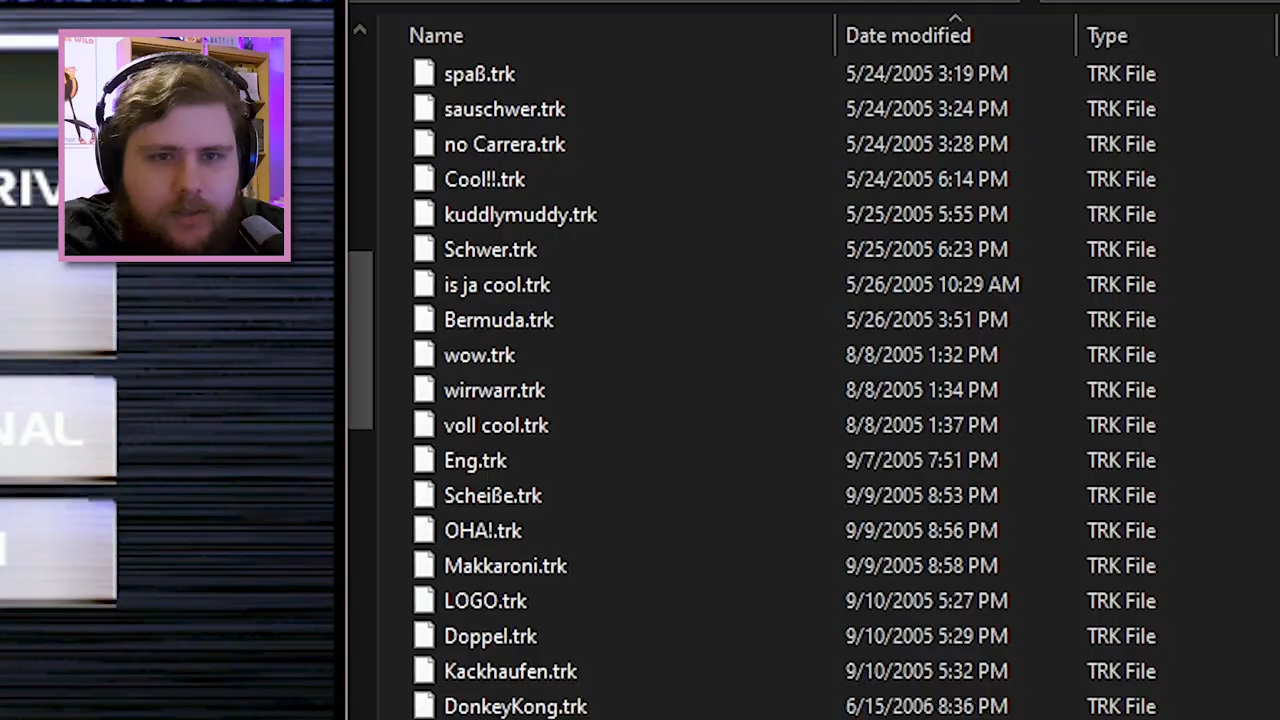 Name Date modified Type
spaß.trk 5/24/2005 3:19 PM TRK File
sauschwer.trk 5/24/2005 3:24 PM TRK File
no Carrera.trk 5/24/2005 3:28 PM TRK File
Cool!!.trk 5/24/2005 6:14 PM TRK File
kuddlymuddy.trk 5/25/2005 5:55 PM TRK File
Schwer.trk 5/25/2005 6:23 PM TRK File
is ja cool.trk 5/26/2005 10:29 AM TRK File
Bermuda.trk 5/26/2005 3:51 PM TRK File
wow.trk 8/8/2005 1:32 PM TRK File
wirrwarr.trk 8/8/2005 1:34 PM TRK File
voll cool.trk 8/8/2005 1:37 PM TRK File
Eng.trk 9/7/2005 7:51 PM TRK File
Scheiße.trk 9/9/2005 8:53 PM TRK File
OHA!.trk 9/9/2005 8:56 PM TRK File
Makkaroni.trk 9/9/2005 8:58 PM TRK File
LOGO.trk 9/10/2005 5:27 PM TRK File
Doppel.trk 9/10/2005 5:29 PM TRK File
Kackhaufen.trk 9/10/2005 5:32 PM TRK File
DonkeyKong.trk 6/15/2006 8:36 PM TRK File
RIV
NAL